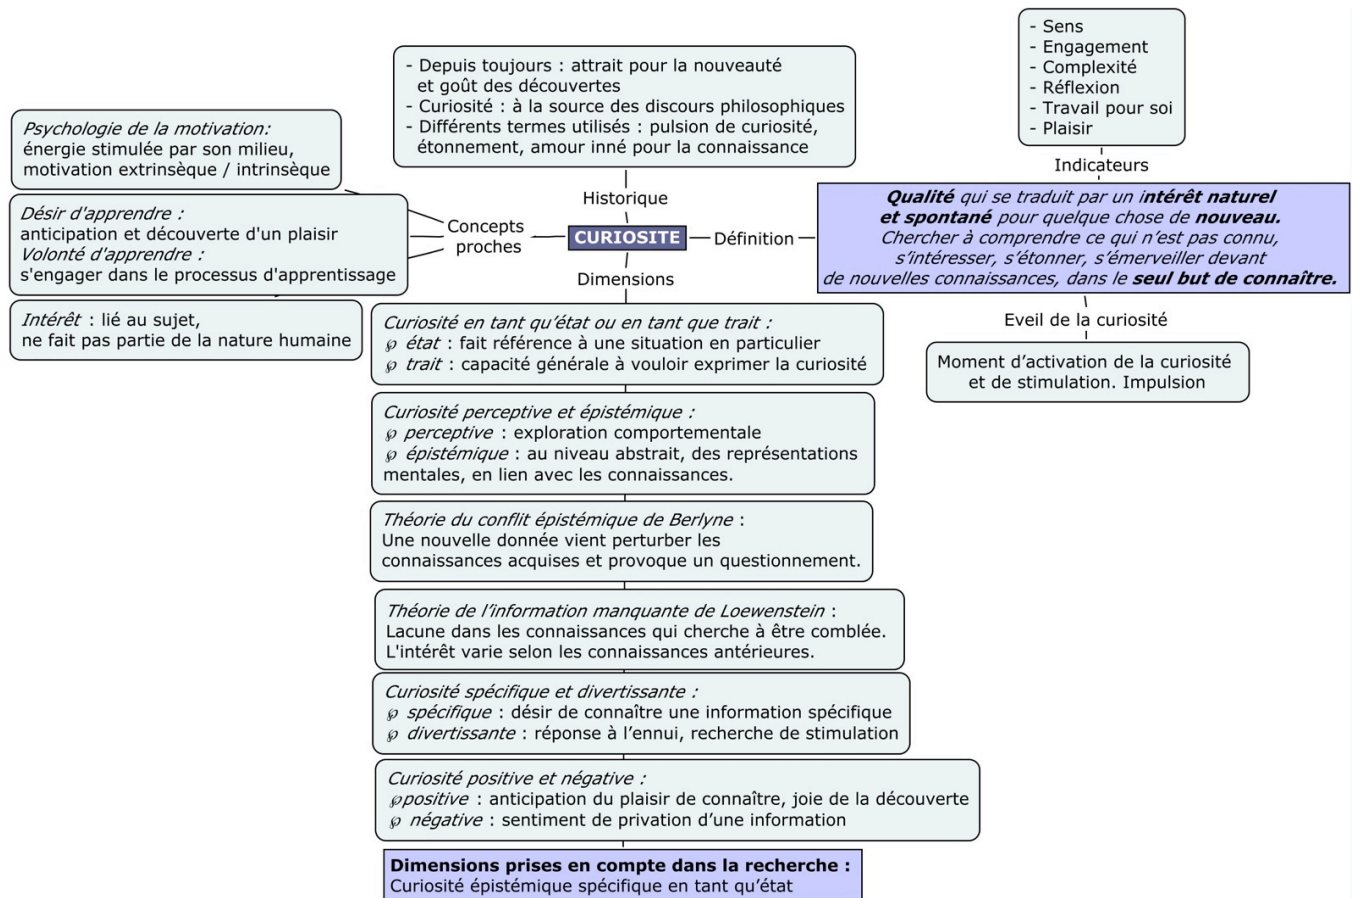 - Sens
- Engagement
- Complexité
- Réflexion
- Travail pour soi
- Plaisir
Indicateurs
- Depuis toujours : attrait pour la nouveauté
et goût des découvertes
- Curiosité : à la source des discours philosophiques
- Différents termes utilisés : pulsion de curiosité,
étonnement, amour inné pour la connaissance
Historique
Psychologie de la motivation:
énergie stimulée par son milieu,
motivation extrinsèque / intrinsèque
Désir d'apprendre :
anticipation et découverte d'un plaisir
Volonté d'apprendre :
s'engager dans le processus d'apprentissage
Intérêt : lié au sujet,
ne fait pas partie de la nature humaine
Concepts
proches
CURIOSITE
Définition
Qualité qui se traduit par un intérêt naturel
et spontané pour quelque chose de nouveau.
Chercher à comprendre ce qui n’est pas connu,
s’intéresser, s’étonner, s’émerveiller devant
de nouvelles connaissances, dans le seul but de connaître.
Eveil de la curiosité
Moment d’activation de la curiosité
et de stimulation. Impulsion
Dimensions
Curiosité en tant qu’état ou en tant que trait :
℘ état : fait référence à une situation en particulier
℘ trait : capacité générale à vouloir exprimer la curiosité
Curiosité perceptive et épistémique :
℘ perceptive : exploration comportementale
℘ épistémique : au niveau abstrait, des représentations
mentales, en lien avec les connaissances.
Théorie du conflit épistémique de Berlyne :
Une nouvelle donnée vient perturber les
connaissances acquises et provoque un questionnement.
Théorie de l’information manquante de Loewenstein :
Lacune dans les connaissances qui cherche à être comblée.
L'intérêt varie selon les connaissances antérieures.
Curiosité spécifique et divertissante :
℘ spécifique : désir de connaître une information spécifique
℘ divertissante : réponse à l’ennui, recherche de stimulation
Curiosité positive et négative :
℘positive : anticipation du plaisir de connaître, joie de la découverte
℘ négative : sentiment de privation d’une information
Dimensions prises en compte dans la recherche :
Curiosité épistémique spécifique en tant qu’état